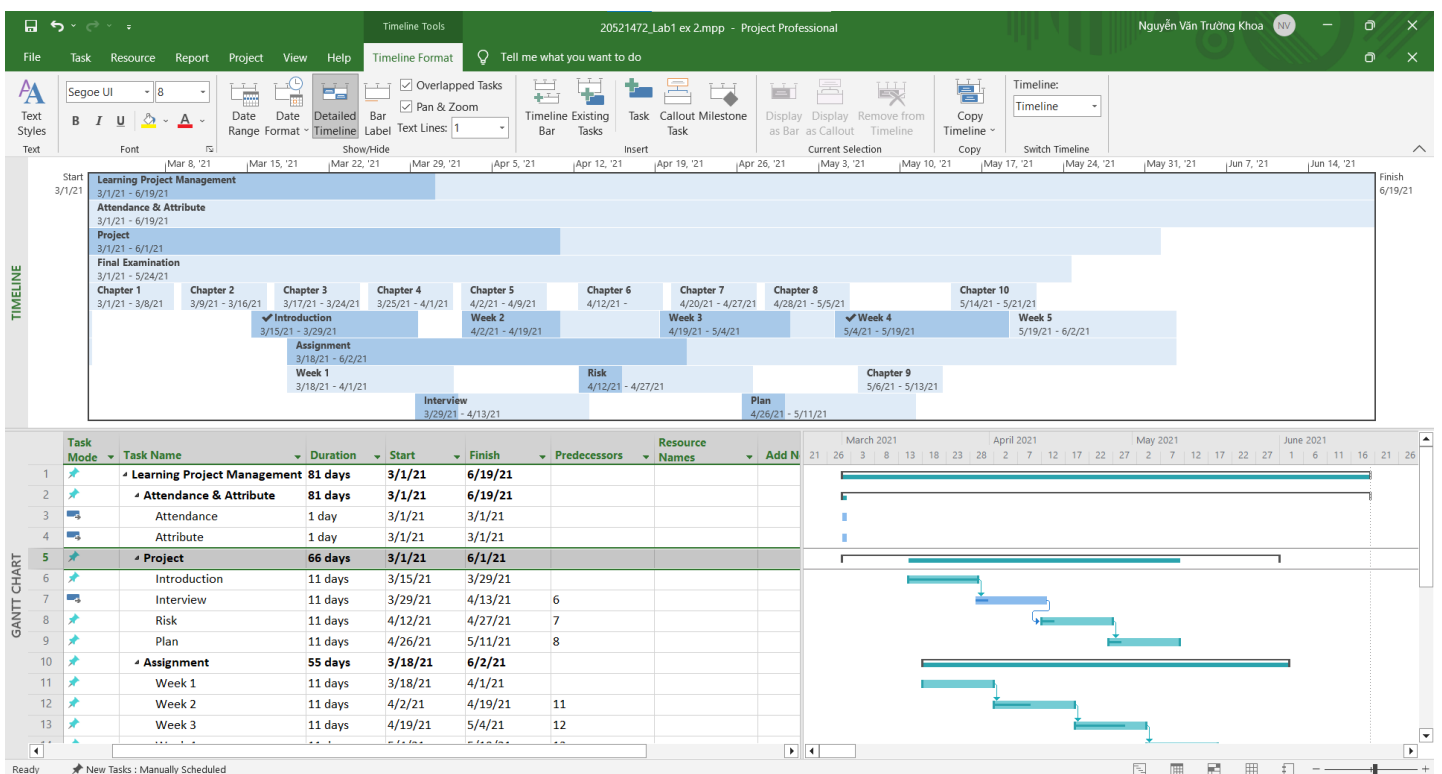 Timeline Tools
20521472_Lab1 ex 2.mpp - Project Professional
Nguyễn Văn Trường Khoa NV
File Task Resource Report Project View Help Timeline Format Tell me what you want to do
Text Styles
Segoe UI 8
B I U A
Date Range
Date Format
Detailed Timeline
Bar Label
Overlapped Tasks
Pan & Zoom
Text Lines: 1
Timeline Bar
Existing Tasks
Task
Callout Task
Milestone
Display as Bar
Display as Callout
Remove from Timeline
Copy Timeline
Timeline:
Timeline
Text Font Show/Hide Insert Current Selection Copy Switch Timeline
Mar 8, '21 Mar 15, '21 Mar 22, '21 Mar 29, '21 Apr 5, '21 Apr 12, '21 Apr 19, '21 Apr 26, '21 May 3, '21 May 10, '21 May 17, '21 May 24, '21 May 31, '21 Jun 7, '21 Jun 14, '21
Start
3/1/21
Finish
6/19/21
TIMELINE
Learning Project Management
3/1/21 - 6/19/21
Attendance & Attribute
3/1/21 - 6/19/21
Project
3/1/21 - 6/1/21
Final Examination
3/1/21 - 5/24/21
Chapter 1 Chapter 2 Chapter 3 Chapter 4 Chapter 5 Chapter 6 Chapter 7 Chapter 8 Chapter 10
3/1/21 - 3/8/21 3/9/21 - 3/16/21 3/17/21 - 3/24/21 3/25/21 - 4/1/21 4/2/21 - 4/9/21 4/12/21 - 4/20/21 - 4/27/21 4/28/21 - 5/5/21 5/14/21 - 5/21/21
Introduction Week 2 Week 3 Week 4 Week 5
3/15/21 - 3/29/21 4/2/21 - 4/19/21 4/19/21 - 5/4/21 5/4/21 - 5/19/21 5/19/21 - 6/2/21
Assignment
3/18/21 - 6/2/21
Week 1 Risk Chapter 9
3/18/21 - 4/1/21 4/12/21 - 4/27/21 5/6/21 - 5/13/21
Interview Plan
3/29/21 - 4/13/21 4/26/21 - 5/11/21
GANTT CHART
Task Mode Task Name Duration Start Finish Predecessors Resource Names Add N
March 2021 April 2021 May 2021 June 2021
21 26 3 8 13 18 23 28 2 7 12 17 22 27 2 7 12 17 22 27 1 6 11 16 21 26
1 Learning Project Management 81 days 3/1/21 6/19/21
2 Attendance & Attribute 81 days 3/1/21 6/19/21
3 Attendance 1 day 3/1/21 3/1/21
4 Attribute 1 day 3/1/21 3/1/21
5 Project 66 days 3/1/21 6/1/21
6 Introduction 11 days 3/15/21 3/29/21
7 Interview 11 days 3/29/21 4/13/21 6
8 Risk 11 days 4/12/21 4/27/21 7
9 Plan 11 days 4/26/21 5/11/21 8
10 Assignment 55 days 3/18/21 6/2/21
11 Week 1 11 days 3/18/21 4/1/21
12 Week 2 11 days 4/2/21 4/19/21 11
13 Week 3 11 days 4/19/21 5/4/21 12
Ready New Tasks : Manually Scheduled